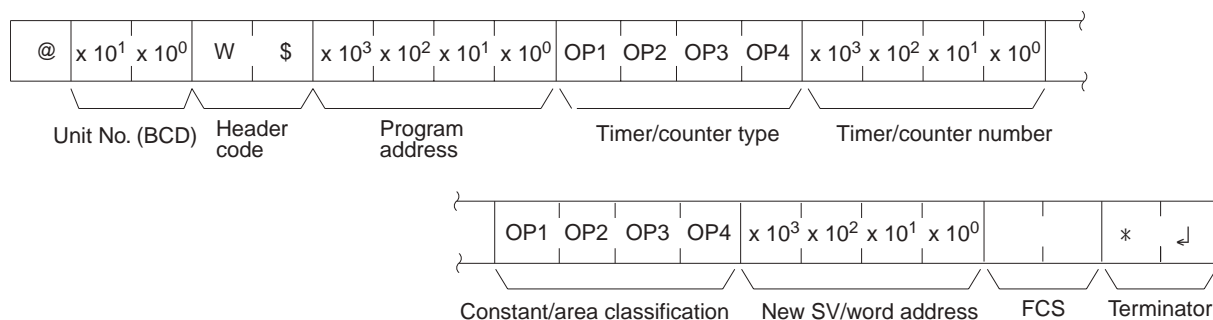 @ x 10¹ x 10⁰ W $ x 10³ x 10² x 10¹ x 10⁰ OP1 OP2 OP3 OP4 x 10³ x 10² x 10¹ x 10⁰
Unit No. (BCD) Header code Program address Timer/counter type Timer/counter number
OP1 OP2 OP3 OP4 x 10³ x 10² x 10¹ x 10⁰ * ↲
Constant/area classification New SV/word address FCS Terminator